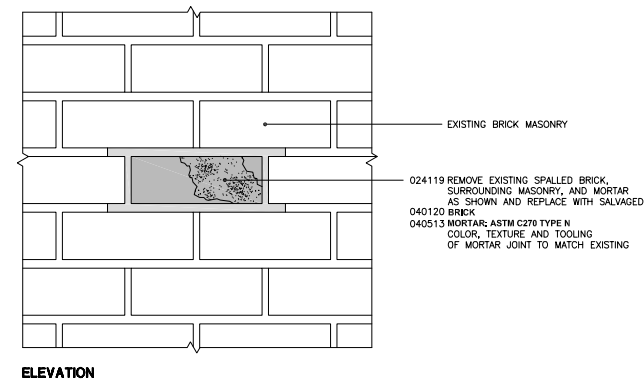 EXISTING BRICK MASONRY
024119 REMOVE EXISTING SPALLED BRICK,
SURROUNDING MASONRY, AND MORTAR
AS SHOWN AND REPLACE WITH SALVAGED
040120 BRICK
040513 MORTAR: ASTM C270 TYPE N
COLOR, TEXTURE AND TOOLING
OF MORTAR JOINT TO MATCH EXISTING
ELEVATION